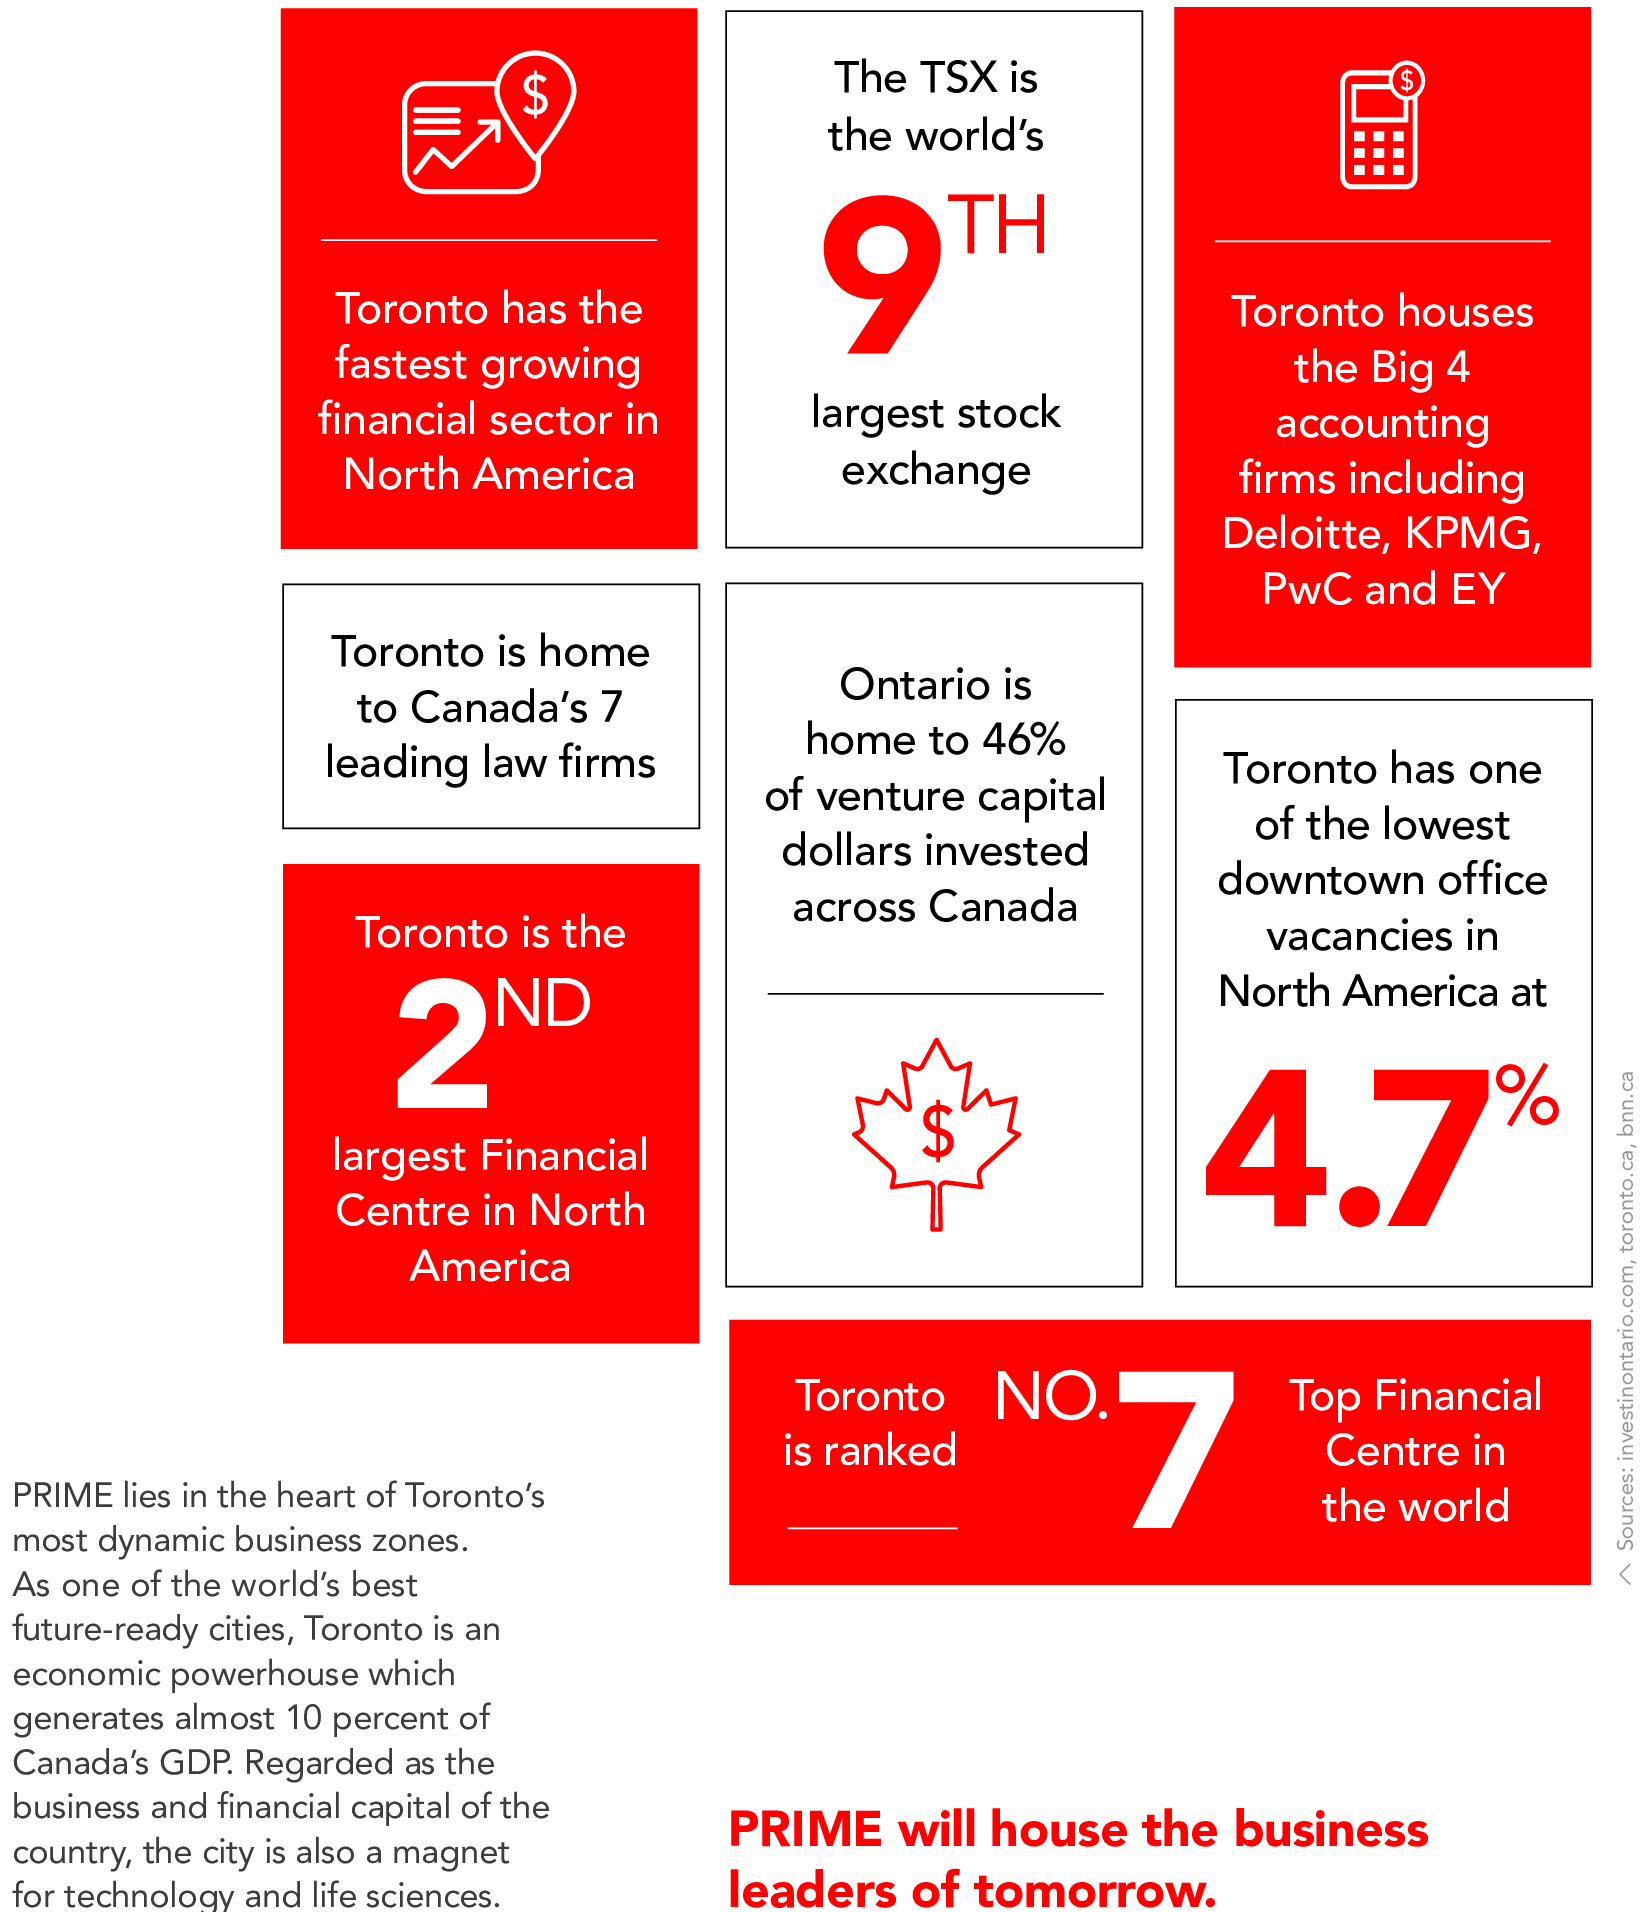 $
Toronto has the
fastest growing
financial sector in
North America
The TSX is
the world’s
9TH
largest stock
exchange
$
Toronto houses
the Big 4
accounting
firms including
Deloitte, KPMG,
PwC and EY
Toronto is home
to Canada’s 7
leading law firms
Ontario is
home to 46%
of venture capital
dollars invested
across Canada
$
Toronto has one
of the lowest
downtown office
vacancies in
North America at
4.7%
Toronto is the
2ND
largest Financial
Centre in North
America
Toronto
is ranked
NO. 7
Top Financial
Centre in
the world
Sources: investinontario.com, toronto.ca, bnn.ca
PRIME lies in the heart of Toronto’s
most dynamic business zones.
As one of the world’s best
future-ready cities, Toronto is an
economic powerhouse which
generates almost 10 percent of
Canada’s GDP. Regarded as the
business and financial capital of the
country, the city is also a magnet
for technology and life sciences.
PRIME will house the business
leaders of tomorrow.